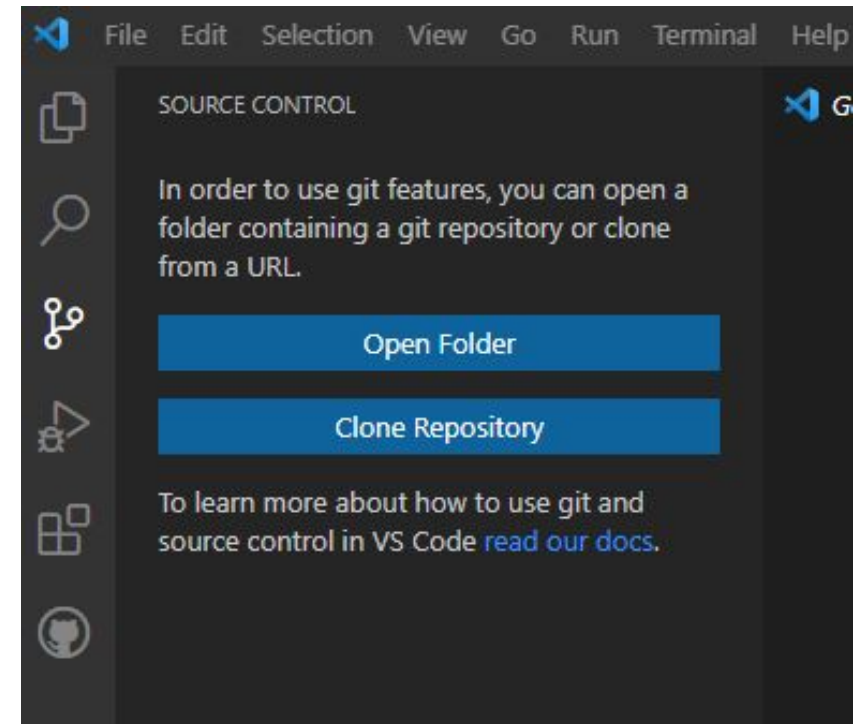 File Edit Selection View Go Run Terminal Help
SOURCE CONTROL
In order to use git features, you can open a
folder containing a git repository or clone
from a URL.
Open Folder
Clone Repository
To learn more about how to use git and
source control in VS Code read our docs.